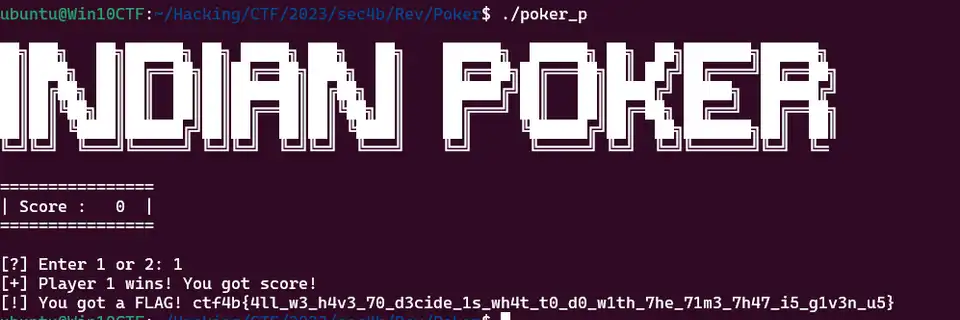 ubuntu@Win10CTF:~/Hacking/CTF/2023/sec4b/Rev/Poker$ ./poker_p
INDIAN POKER
================
| Score :   0  |
================
[?] Enter 1 or 2: 1
[+] Player 1 wins! You got score!
[!] You got a FLAG! ctf4b{4ll_w3_h4v3_70_d3cide_1s_wh4t_t0_d0_w1th_7he_71m3_7h47_i5_g1v3n_u5}
ubuntu@Win10CTF:~/Hacking/CTF/2023/sec4b/Rev/Poker$